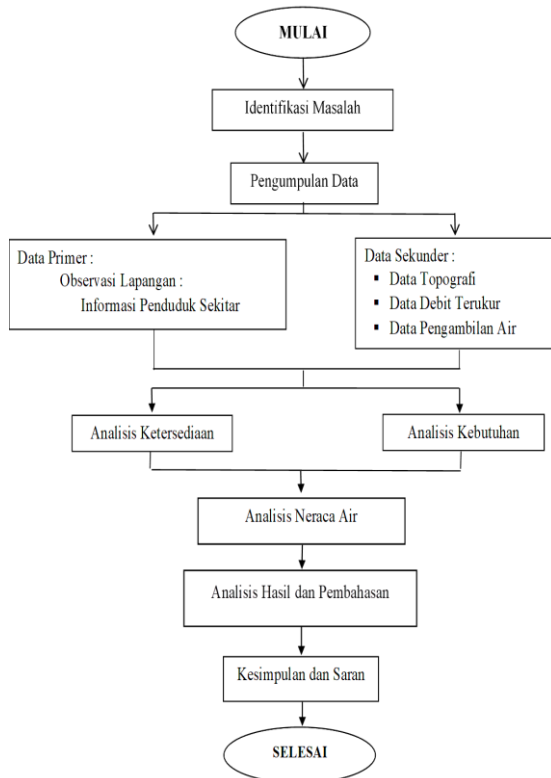 MULAI
Identifikasi Masalah
Pengumpulan Data
Data Primer :
Observasi Lapangan :
Informasi Penduduk Sekitar
Data Sekunder :
▪ Data Topografi
▪ Data Debit Terukur
▪ Data Pengambilan Air
Analisis Ketersediaan
Analisis Kebutuhan
Analisis Neraca Air
Analisis Hasil dan Pembahasan
Kesimpulan dan Saran
SELESAI